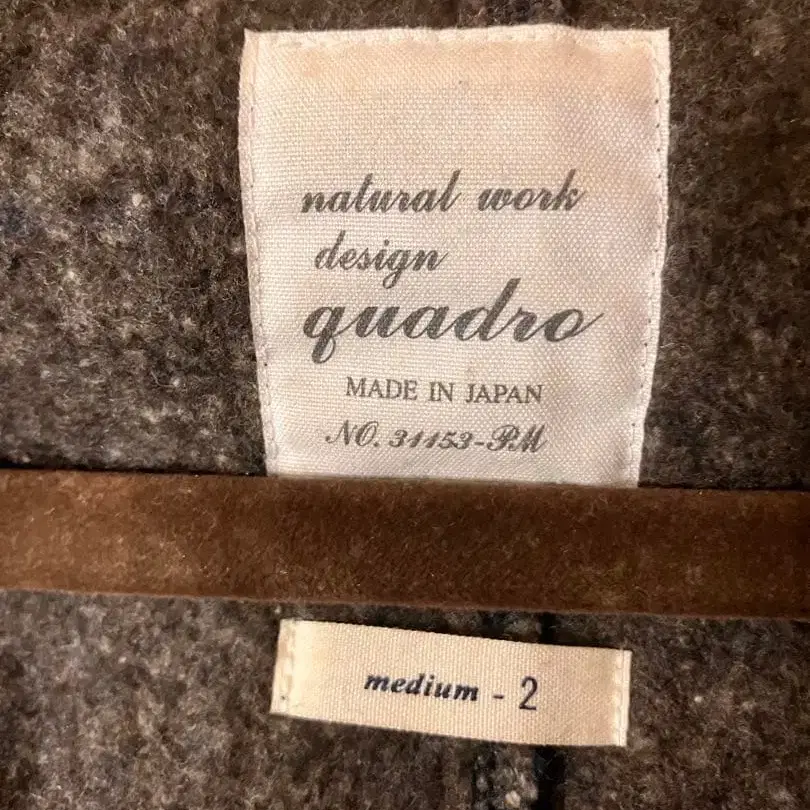 natural work
design
quadro
MADE IN JAPAN
NO. 31153-PM
medium - 2